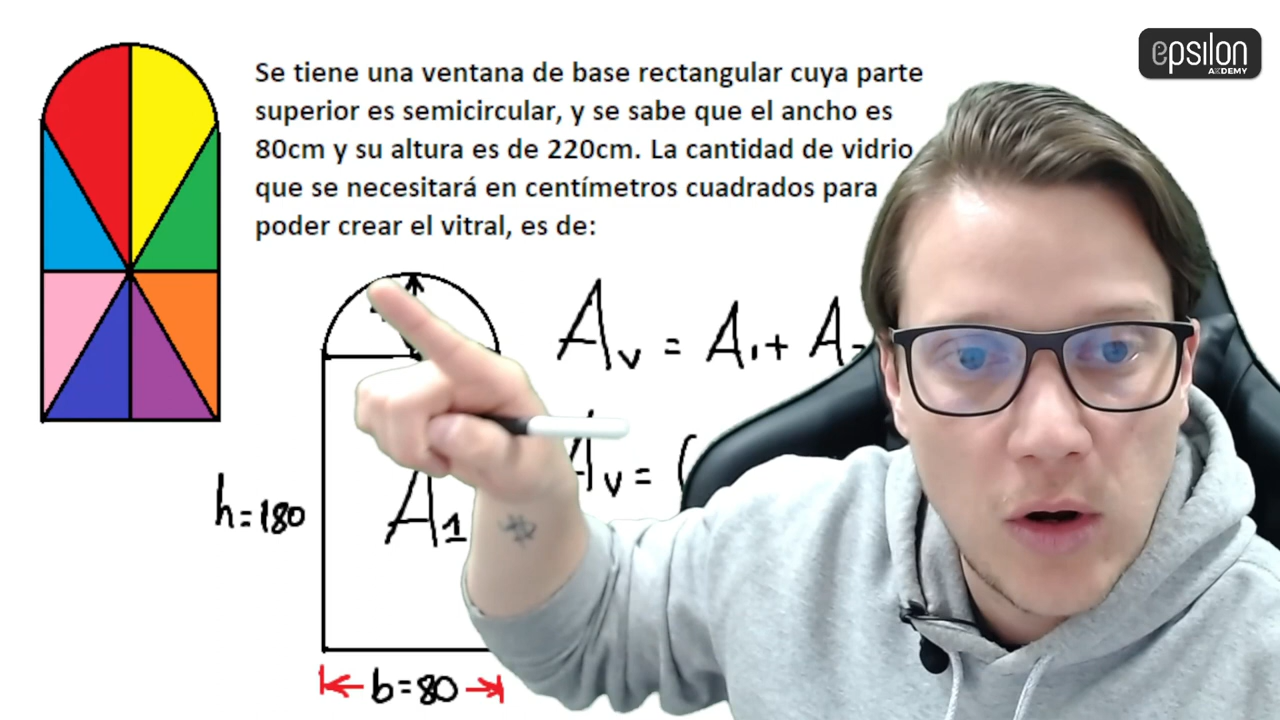 epsilon
AXDEMY
Se tiene una ventana de base rectangular cuya parte
superior es semicircular, y se sabe que el ancho es
80cm y su altura es de 220cm. La cantidad de vidrio
que se necesitará en centímetros cuadrados para
poder crear el vitral, es de:
Av = A1 + A
Av = (
h=180
A1
b=80